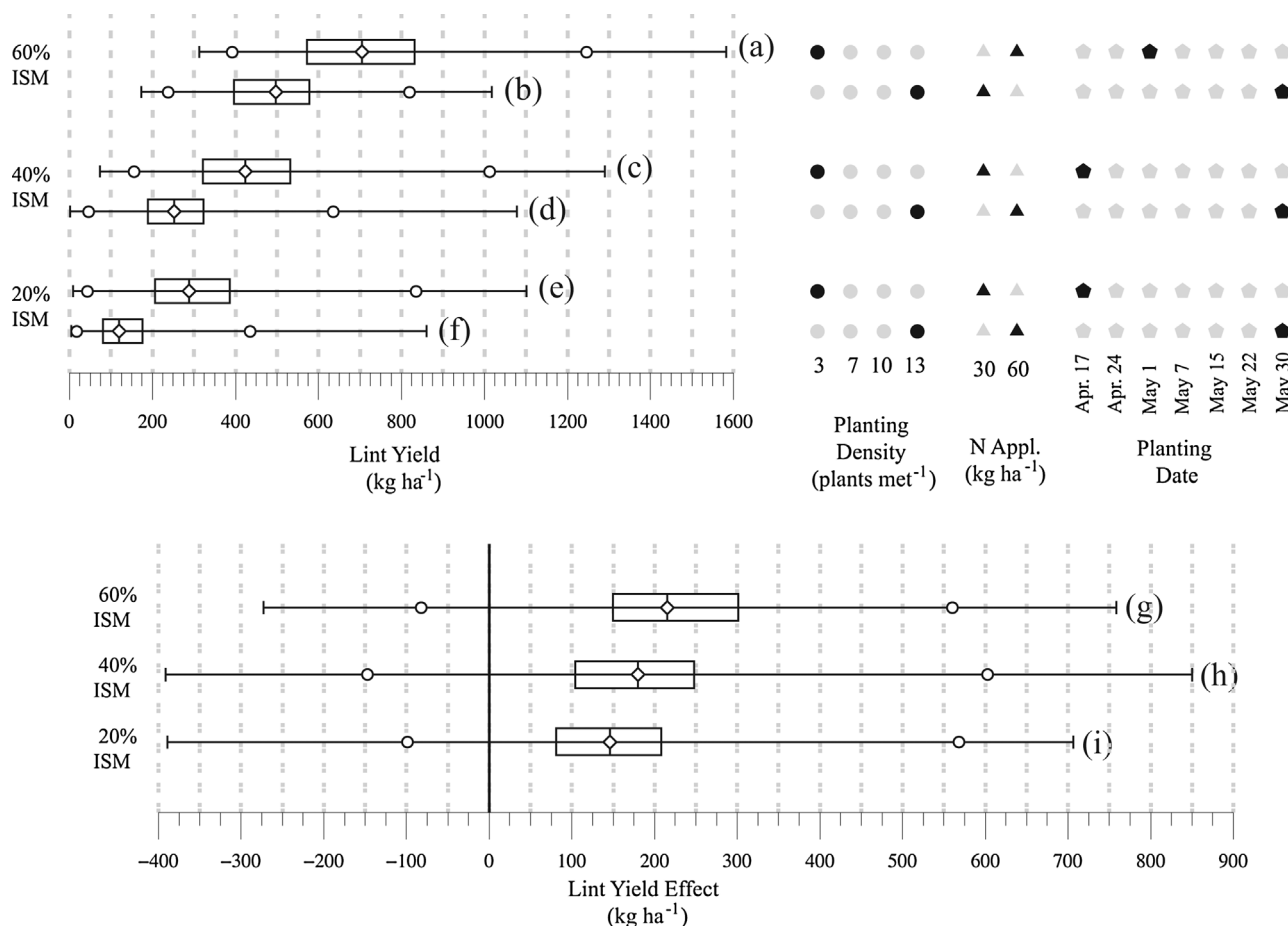 60%
ISM
(a)
(b)
40%
ISM
(c)
(d)
20%
ISM
(e)
(f)
0 200 400 600 800 1000 1200 1400 1600
Lint Yield
(kg ha-1)
3 7 10 13
Planting
Density
(plants met-1)
30 60
N Appl.
(kg ha-1)
Apr. 17
Apr. 24
May 1
May 7
May 15
May 22
May 30
Planting
Date
60%
ISM
(g)
40%
ISM
(h)
20%
ISM
(i)
−400 −300 −200 −100 0 100 200 300 400 500 600 700 800 900
Lint Yield Effect
(kg ha-1)